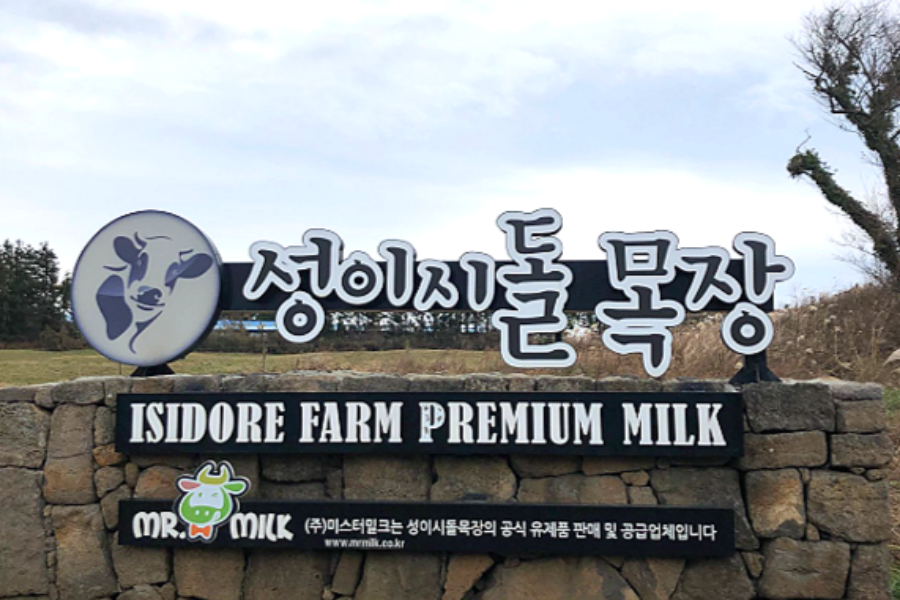 성이시돌 목장
ISIDORE FARM PREMIUM MILK
MR. MILK
(주)미스터밀크는 성이시돌목장의 공식 유제품 판매 및 공급업체입니다
www.mrmilk.co.kr